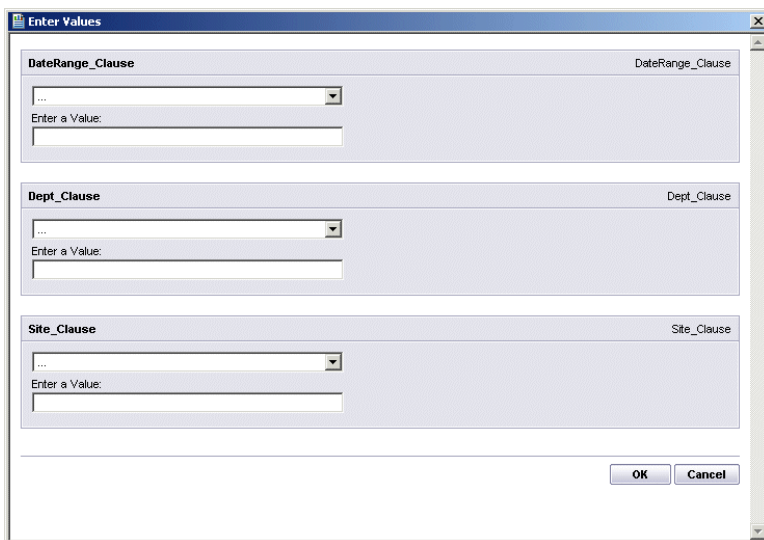 Enter Values
DateRange_Clause DateRange_Clause
...
Enter a Value:
Dept_Clause Dept_Clause
...
Enter a Value:
Site_Clause Site_Clause
...
Enter a Value:
OK Cancel